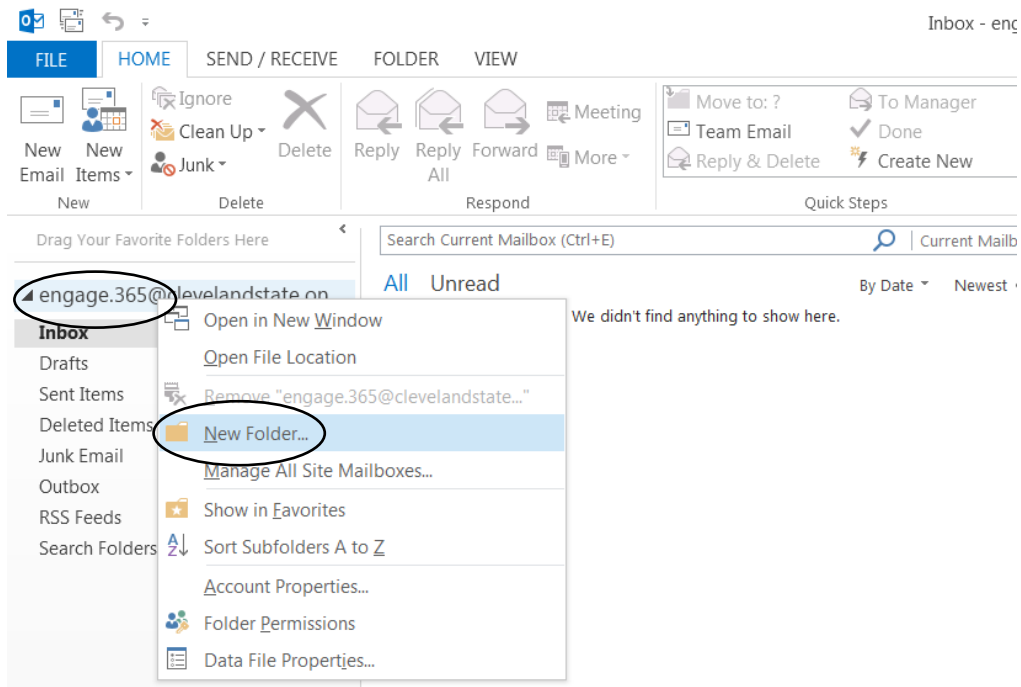 Inbox - eng
FILE HOME SEND / RECEIVE FOLDER VIEW
New Email
New Items
New
Ignore
Clean Up
Junk
Delete
Delete
Reply
Reply All
Forward
Meeting
More
Respond
Move to: ?
Team Email
Reply & Delete
To Manager
Done
Create New
Quick Steps
Drag Your Favorite Folders Here
engage.365@clevelandstate.on
Inbox
Drafts
Sent Items
Deleted Items
Junk Email
Outbox
RSS Feeds
Search Folders
Open in New Window
Open File Location
Remove "engage.365@clevelandstate..."
New Folder...
Manage All Site Mailboxes...
Show in Favorites
Sort Subfolders A to Z
Account Properties...
Folder Permissions
Data File Properties...
Search Current Mailbox (Ctrl+E)
Current Mailb
All Unread
By Date Newest
We didn't find anything to show here.